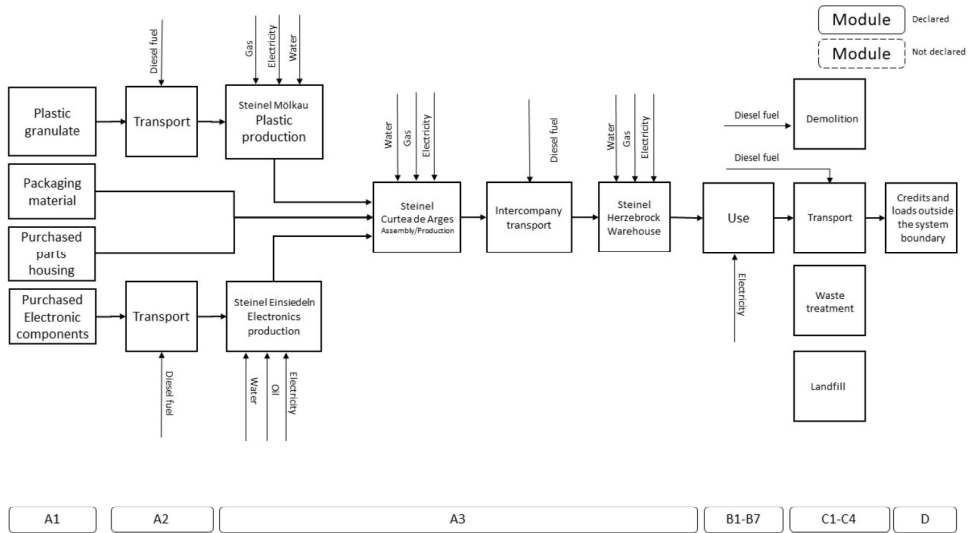 Module
Declared
Module
Not declared
Diesel fuel
Gas
Electricity
Water
Plastic
granulate
Transport
Steinel Mölkau
Plastic
production
Diesel fuel
Demolition
Packaging
material
Water
Gas
Electricity
Diesel fuel
Water
Gas
Electricity
Diesel fuel
Purchased
parts
housing
Steinel
Curtea de Arges
Assembly/Production
Intercompany
transport
Steinel
Herzebrock
Warehouse
Use
Transport
Credits and
loads outside
the system
boundary
Purchased
Electronic
components
Transport
Steinel Einsiedeln
Electronics
production
Electricity
Waste
treatment
Diesel fuel
Water
Oil
Electricity
Landfill
A1
A2
A3
B1-B7
C1-C4
D